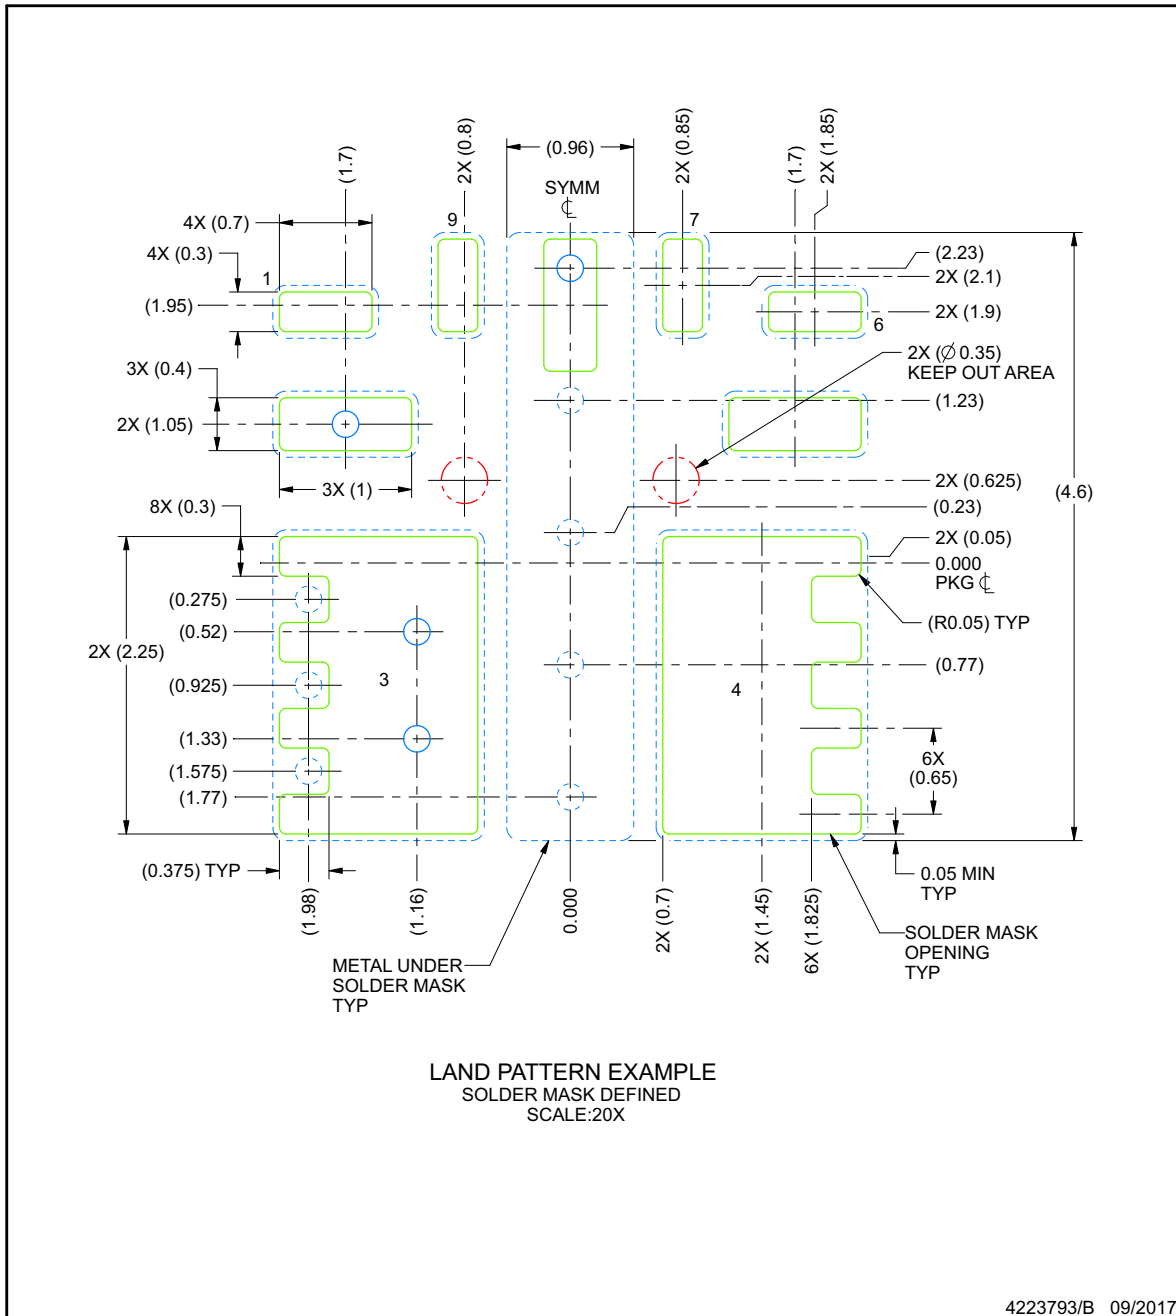 (1.7)
2X (0.8)
(0.96)
2X (0.85)
(1.7)
2X (1.85)
SYMM
℄
4X (0.7)
9
7
4X (0.3)
1
(2.23)
2X (2.1)
(1.95)
2X (1.9)
6
2X (Ø 0.35)
KEEP OUT AREA
3X (0.4)
(1.23)
2X (1.05)
3X (1)
2X (0.625)
(4.6)
8X (0.3)
(0.23)
2X (0.05)
0.000
PKG ℄
(0.275)
(R0.05) TYP
(0.52)
2X (2.25)
(0.77)
(0.925)
3
4
(1.33)
6X
(0.65)
(1.575)
(1.77)
(0.375) TYP
0.05 MIN
TYP
(1.98)
(1.16)
0.000
2X (0.7)
2X (1.45)
6X (1.825)
SOLDER MASK
OPENING
TYP
METAL UNDER
SOLDER MASK
TYP
LAND PATTERN EXAMPLE
SOLDER MASK DEFINED
SCALE:20X
4223793/B 09/2017